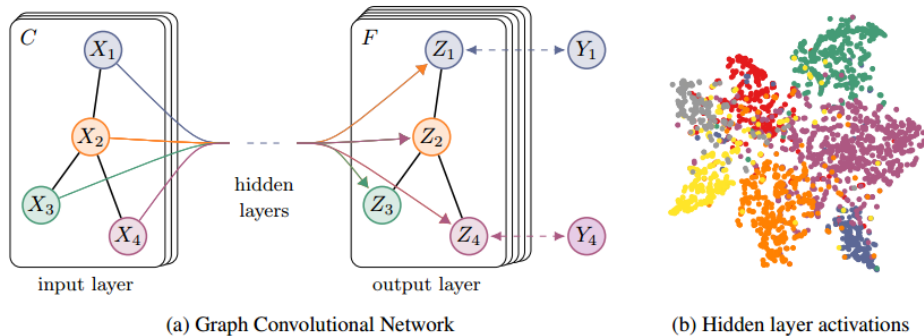 C
X1
X2
X3
X4
input layer
hidden
layers
F
Z1
Z2
Z3
Z4
output layer
Y1
Y4
(a) Graph Convolutional Network
(b) Hidden layer activations